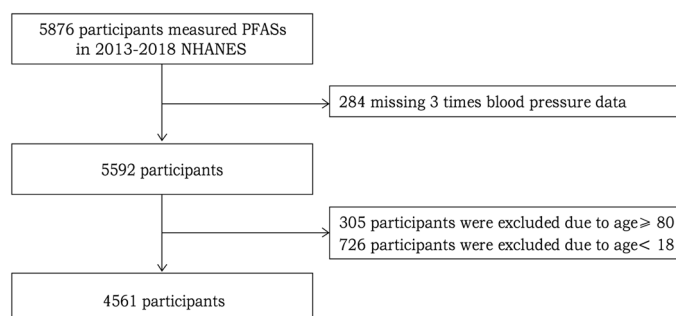 5876 participants measured PFASs
in 2013-2018 NHANES
284 missing 3 times blood pressure data
5592 participants
305 participants were excluded due to age⩾ 80
726 participants were excluded due to age< 18
4561 participants